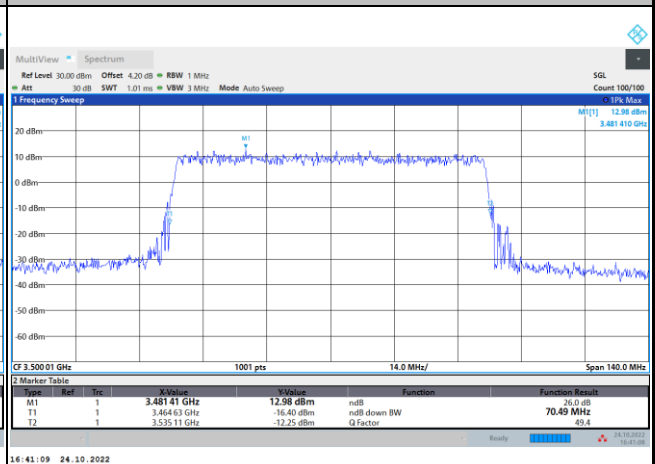 MultiView Spectrum
Ref Level 30.00 dBm Offset 4.20 dB RBW 1 MHz SGL
Att 30 dB SWT 1.01 ms VBW 3 MHz Mode Auto Sweep Count 100/100
1 Frequency Sweep 1Pk Max
M1[1] 12.98 dBm
3.481 410 GHz
20 dBm
M1
10 dBm
0 dBm
-10 dBm
-20 dBm
-30 dBm
-40 dBm
-50 dBm
-60 dBm
CF 3.500 01 GHz 1001 pts 14.0 MHz/ Span 140.0 MHz
2 Marker Table
Type Ref Trc X-Value Y-Value Function Function Result
M1 1 3.481 41 GHz 12.98 dBm ndB 26.0 dB
T1 1 3.464 63 GHz -16.40 dBm ndB down BW 70.49 MHz
T2 1 3.535 11 GHz -12.25 dBm Q Factor 49.4
Ready 24.10.2022
16:41:08
16:41:09 24.10.2022